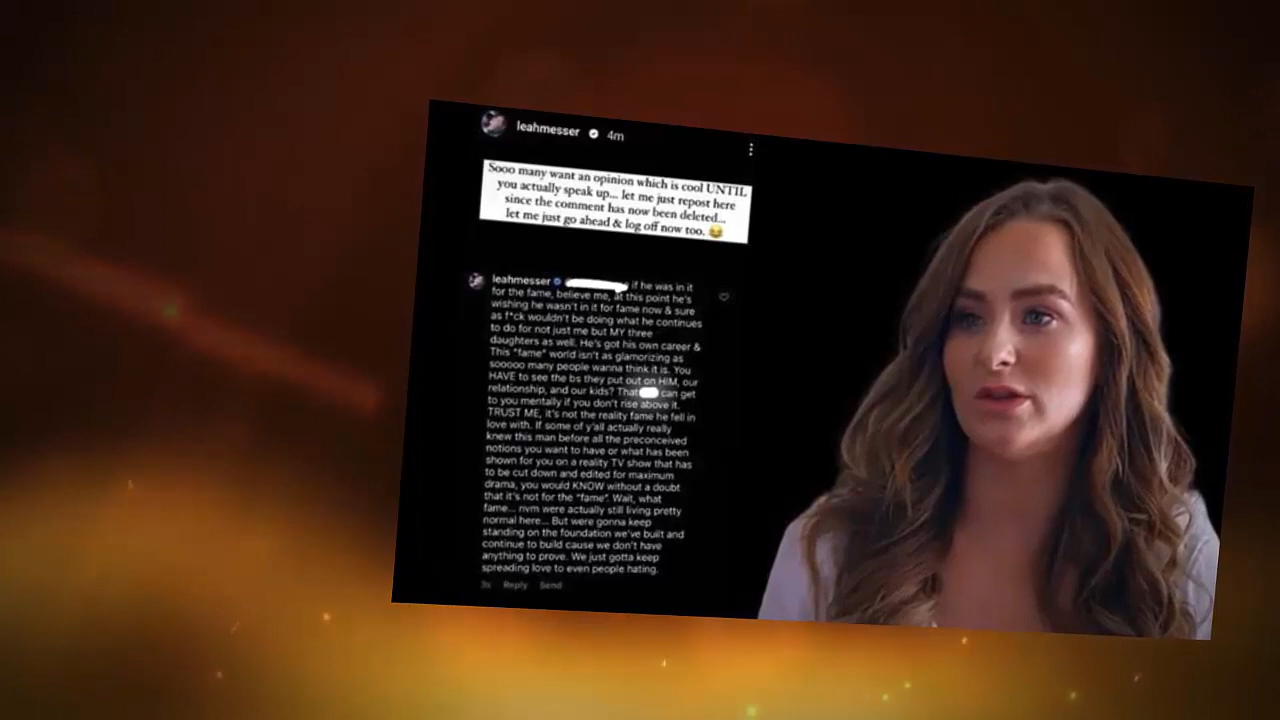 leahmesser 4m
Sooo many want an opinion which is cool UNTIL
you actually speak up... let me just repost here
since the comment has now been deleted...
let me just go ahead & log off now too. 😂
leahmesser if he was in it
for the fame, believe me, at this point he's
wishing he wasn't in it for fame now & sure
as f*ck wouldn't be doing what he continues
to do for not just me but MY three
daughters as well. He's got his own career &
This "fame" world isn't as glamorizing as
sooooo many people wanna think it is. You
HAVE to see the bs they put out on HIM, our
relationship, and our kids? That can get
to you mentally if you don't rise above it.
TRUST ME, it's not the reality fame he fell in
love with. If some of y'all actually really
knew this man before all the preconceived
notions you want to have or what has been
shown for you on a reality TV show that has
to be cut down and edited for maximum
drama, you would KNOW without a doubt
that it's not for the "fame". Wait, what
fame... nvm were actually still living pretty
normal here... But were gonna keep
standing on the foundation we've built and
continue to build cause we don't have
anything to prove. We just gotta keep
spreading love to even people hating.
Reply Send